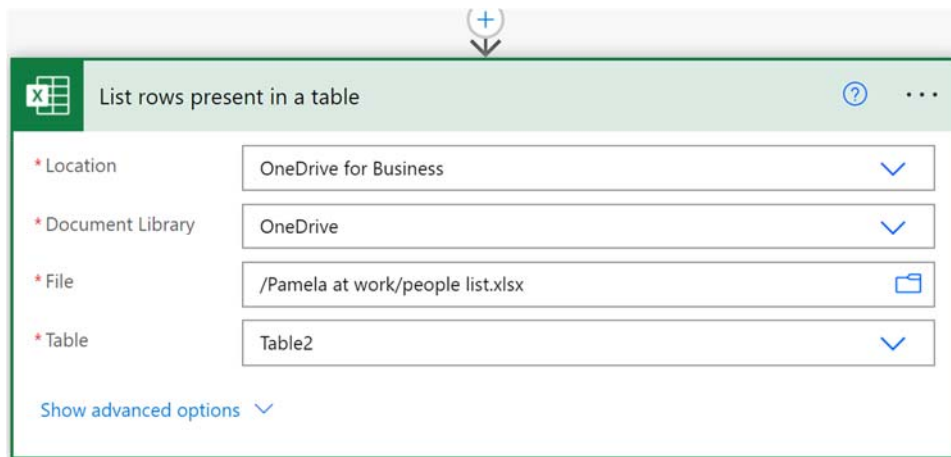 List rows present in a table
* Location
OneDrive for Business
* Document Library
OneDrive
* File
/Pamela at work/people list.xlsx
* Table
Table2
Show advanced options